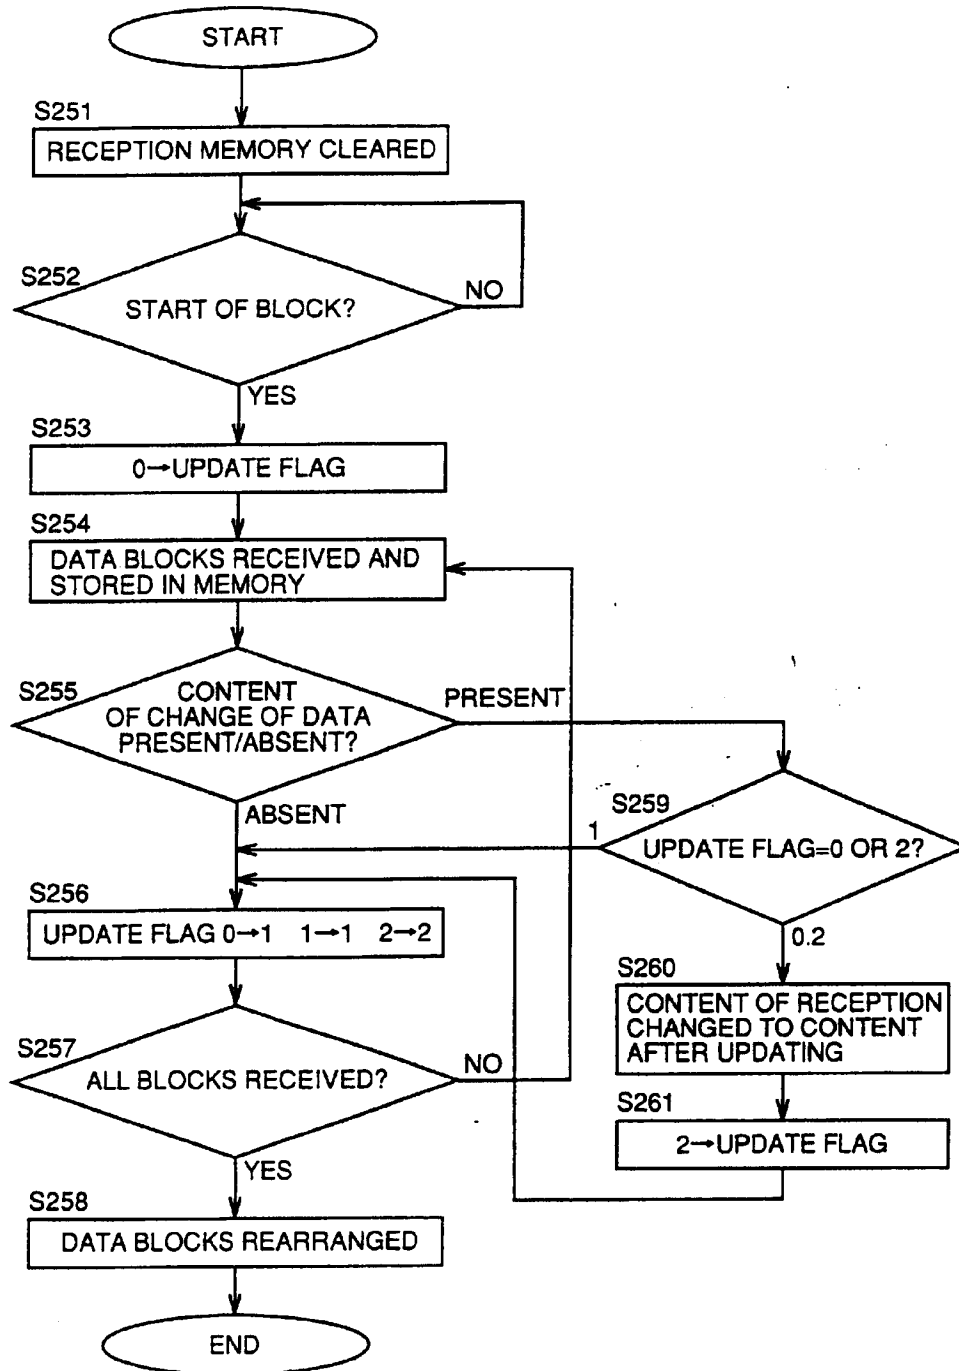 START
S251
RECEPTION MEMORY CLEARED
S252
START OF BLOCK?
NO
YES
S253
0→UPDATE FLAG
S254
DATA BLOCKS RECEIVED AND
STORED IN MEMORY
S255
CONTENT
OF CHANGE OF DATA
PRESENT/ABSENT?
PRESENT
ABSENT
S259
1
UPDATE FLAG=0 OR 2?
0.2
S256
UPDATE FLAG 0→1 1→1 2→2
S260
CONTENT OF RECEPTION
CHANGED TO CONTENT
AFTER UPDATING
S257
ALL BLOCKS RECEIVED?
NO
YES
S261
2→UPDATE FLAG
S258
DATA BLOCKS REARRANGED
END